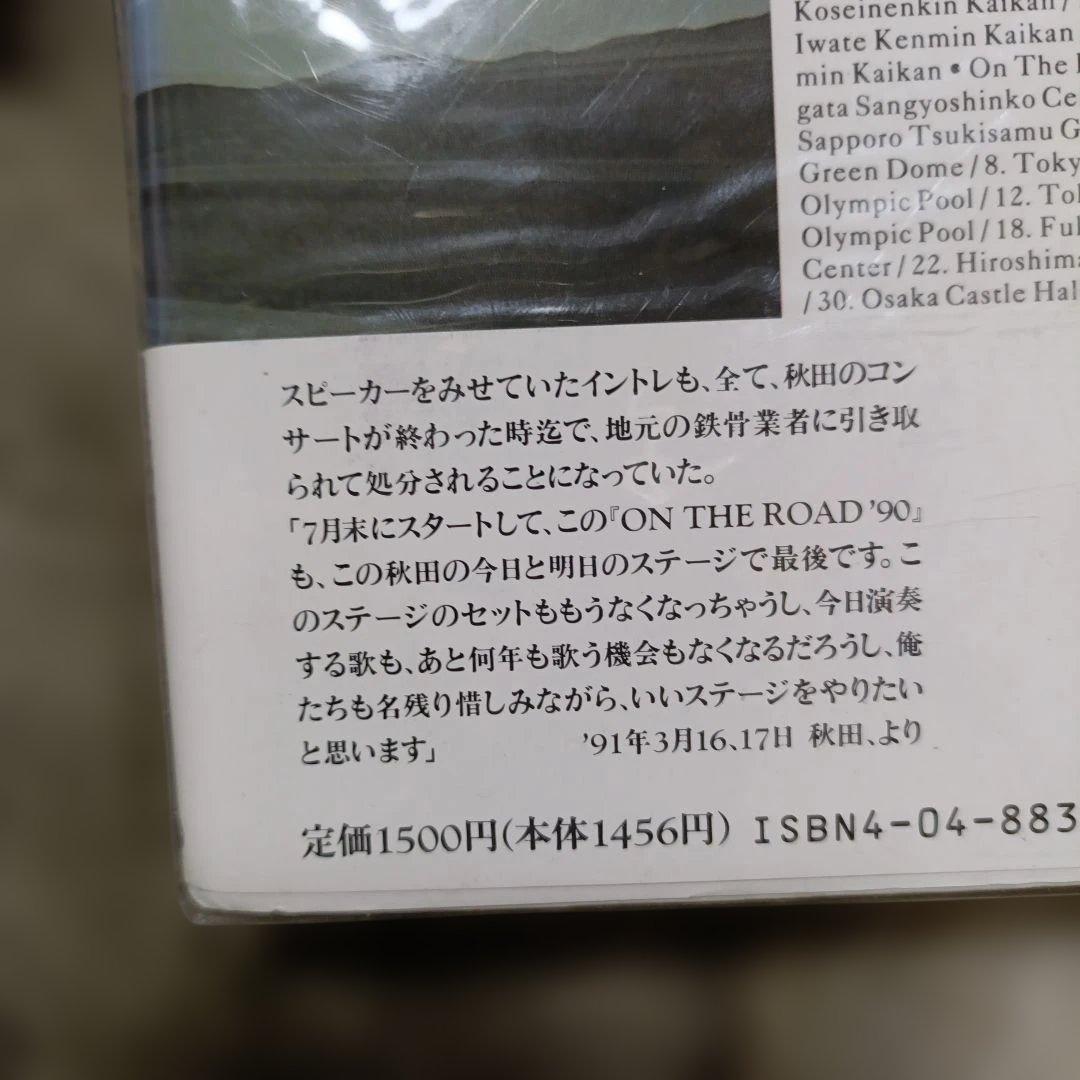 Koseinenkin Kaikan /
Iwate Kenmin Kaikan
min Kaikan • On The
gata Sangyoshinko Ce
Sapporo Tsukisamu G
Green Dome / 8. Toky
Olympic Pool / 12. To
Olympic Pool / 18. Fu
Center / 22. Hiroshima
/ 30. Osaka Castle Hal
スピーカーをみせていたイントレも、全て、秋田のコン
サートが終わった時迄で、地元の鉄骨業者に引き取
られて処分されることになっていた。
「7月末にスタートして、この『ON THE ROAD ’90』
も、この秋田の今日と明日のステージで最後です。こ
のステージのセットももうなくなっちゃうし、今日演奏
する歌も、あと何年も歌う機会もなくなるだろうし、俺
たちも名残り惜しみながら、いいステージをやりたい
と思います」 ’91年3月16、17日 秋田、より
定価1500円(本体1456円) ISBN4-04-883